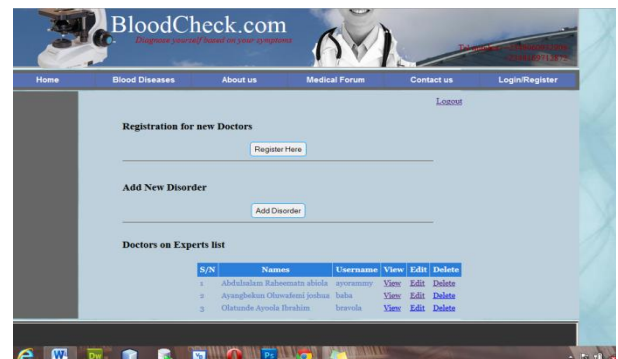 BloodCheck.com
Diagnose yourself based on your symptoms
Home Blood Diseases About us Medical Forum Contact us Login/Register
Logout
Registration for new Doctors
Register Here
Add New Disorder
Add Disorder
Doctors on Experts list
S/N Names Username View Edit Delete
1 Abdulsalam abiola ayorammy View Edit Delete
2 Ayangbekun Oluwafemi joshua baba View Edit Delete
3 Olatunde Ayoola Ibrahim bravola View Edit Delete